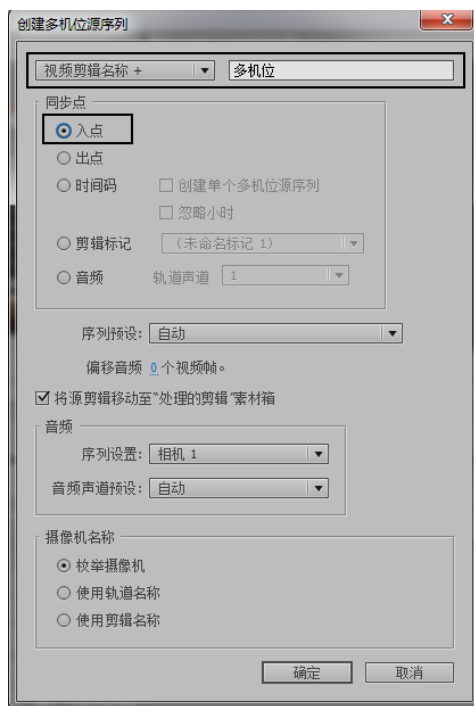 创建多机位源序列
视频剪辑名称 + 多机位
同步点
入点
出点
时间码 创建单个多机位源序列
忽略小时
剪辑标记 (未命名标记 1)
音频 轨道声道 1
序列预设: 自动
偏移音频 0 个视频帧。
将源剪辑移动至“处理的剪辑”素材箱
音频
序列设置: 相机 1
音频声道预设: 自动
摄像机名称
枚举摄像机
使用轨道名称
使用剪辑名称
确定 取消